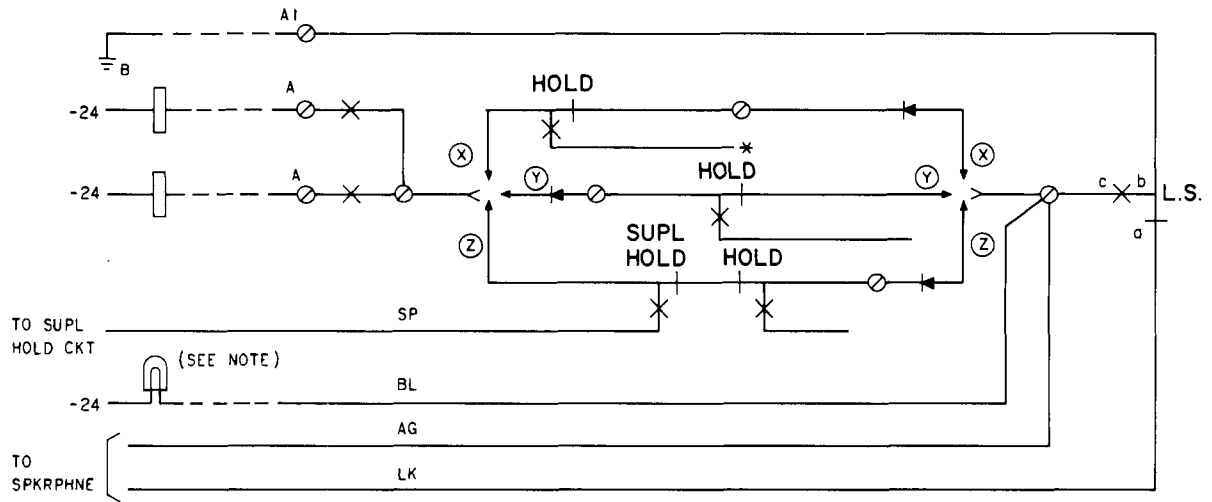 A1
B
-24
A
HOLD
X
X
-24
A
HOLD
Y
Y
c
b
L.S.
a
Z
SUPL
HOLD
HOLD
Z
TO SUPL
HOLD CKT
SP
(SEE NOTE)
-24
BL
AG
TO
SPKRPHNE
LK